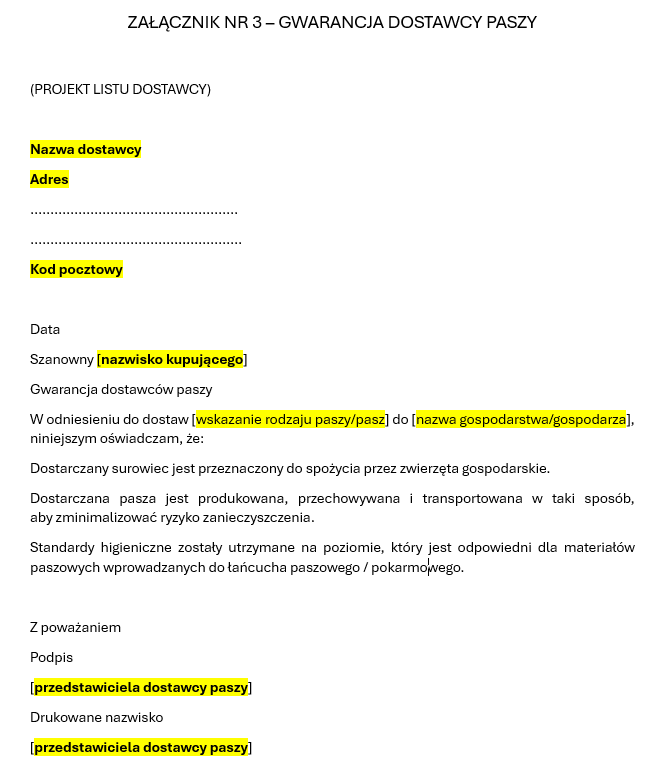 ZAŁĄCZNIK NR 3 – GWARANCJA DOSTAWCY PASZY
(PROJEKT LISTU DOSTAWCY)
Nazwa dostawcy
Adres
....................................................
.....................................................
Kod pocztowy
Data
Szanowny [nazwisko kupującego]
Gwarancja dostawców paszy
W odniesieniu do dostaw [wskazanie rodzaju paszy/pasz] do [nazwa gospodarstwa/gospodarza],
niniejszym oświadczam, że:
Dostarczany surowiec jest przeznaczony do spożycia przez zwierzęta gospodarskie.
Dostarczana pasza jest produkowana, przechowywana i transportowana w taki sposób,
aby zminimalizować ryzyko zanieczyszczenia.
Standardy higieniczne zostały utrzymane na poziomie, który jest odpowiedni dla materiałów
paszowych wprowadzanych do łańcucha paszowego / pokarmowego.
Z poważaniem
Podpis
[przedstawiciela dostawcy paszy]
Drukowane nazwisko
[przedstawiciela dostawcy paszy]